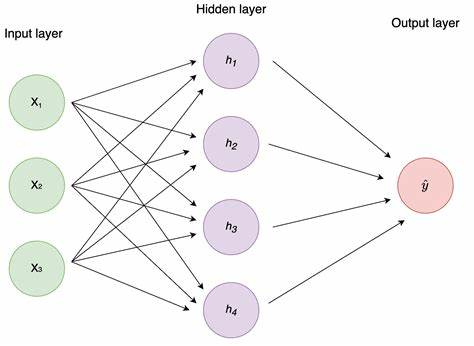 Input layer
Hidden layer
Output layer
X1
X2
X3
h1
h2
h3
h4
ŷ